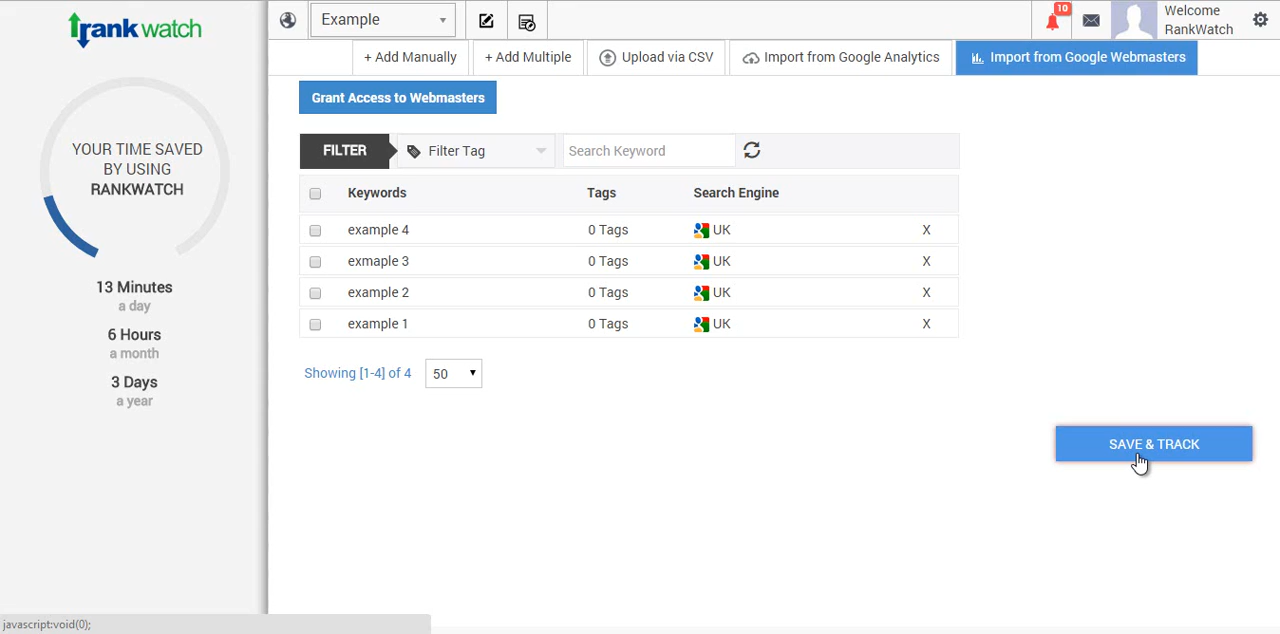 rank watch
Example
10
Welcome
RankWatch
+ Add Manually
+ Add Multiple
Upload via CSV
Import from Google Analytics
Import from Google Webmasters
YOUR TIME SAVED
BY USING
RANKWATCH
13 Minutes
a day
6 Hours
a month
3 Days
a year
Grant Access to Webmasters
FILTER
Filter Tag
Search Keyword
Keywords Tags Search Engine
example 4 0 Tags UK X
exmaple 3 0 Tags UK X
example 2 0 Tags UK X
example 1 0 Tags UK X
Showing [1-4] of 4 50
SAVE & TRACK
javascript:void(0);